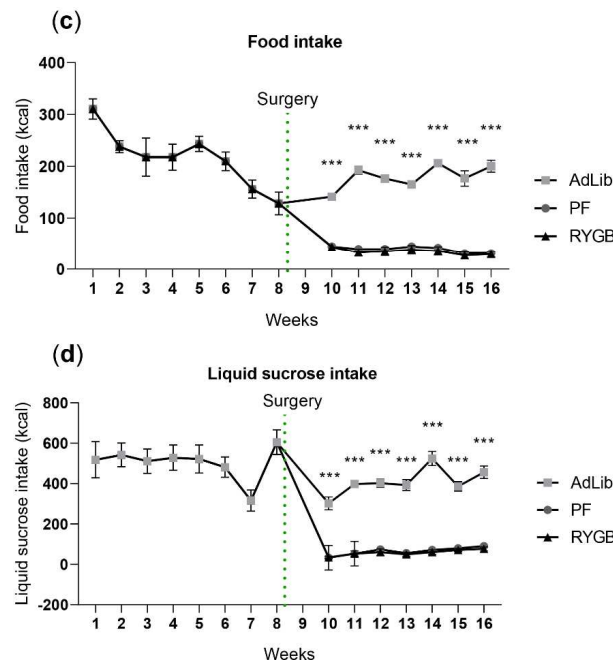 (c)
Food intake
Food intake (kcal)
400
300
200
100
0
Surgery
*** *** *** *** *** *** ***
AdLib
PF
RYGB
1 2 3 4 5 6 7 8 9 10 11 12 13 14 15 16
Weeks
(d)
Liquid sucrose intake
Liquid sucrose intake (kcal)
800
600
400
200
0
-200
Surgery
*** *** *** *** *** *** ***
AdLib
PF
RYGB
1 2 3 4 5 6 7 8 9 10 11 12 13 14 15 16
Weeks